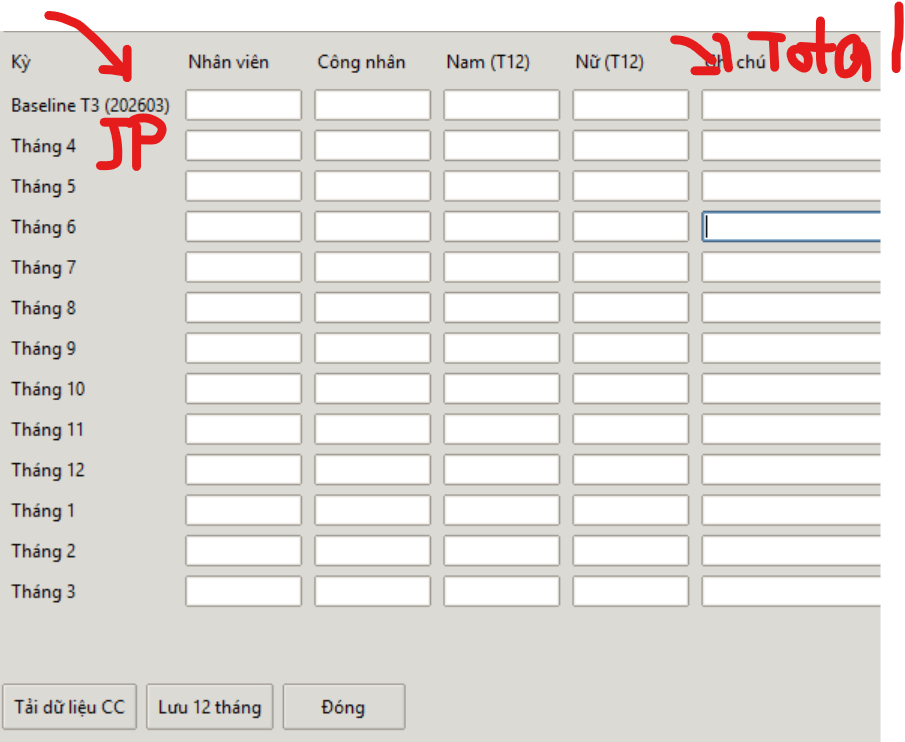 Kỳ Nhân viên Công nhân Nam (T12) Nữ (T12) chú Total
Baseline T3 (202603)
JP
Tháng 4
Tháng 5
Tháng 6
Tháng 7
Tháng 8
Tháng 9
Tháng 10
Tháng 11
Tháng 12
Tháng 1
Tháng 2
Tháng 3
Tải dữ liệu CC Lưu 12 tháng Đóng